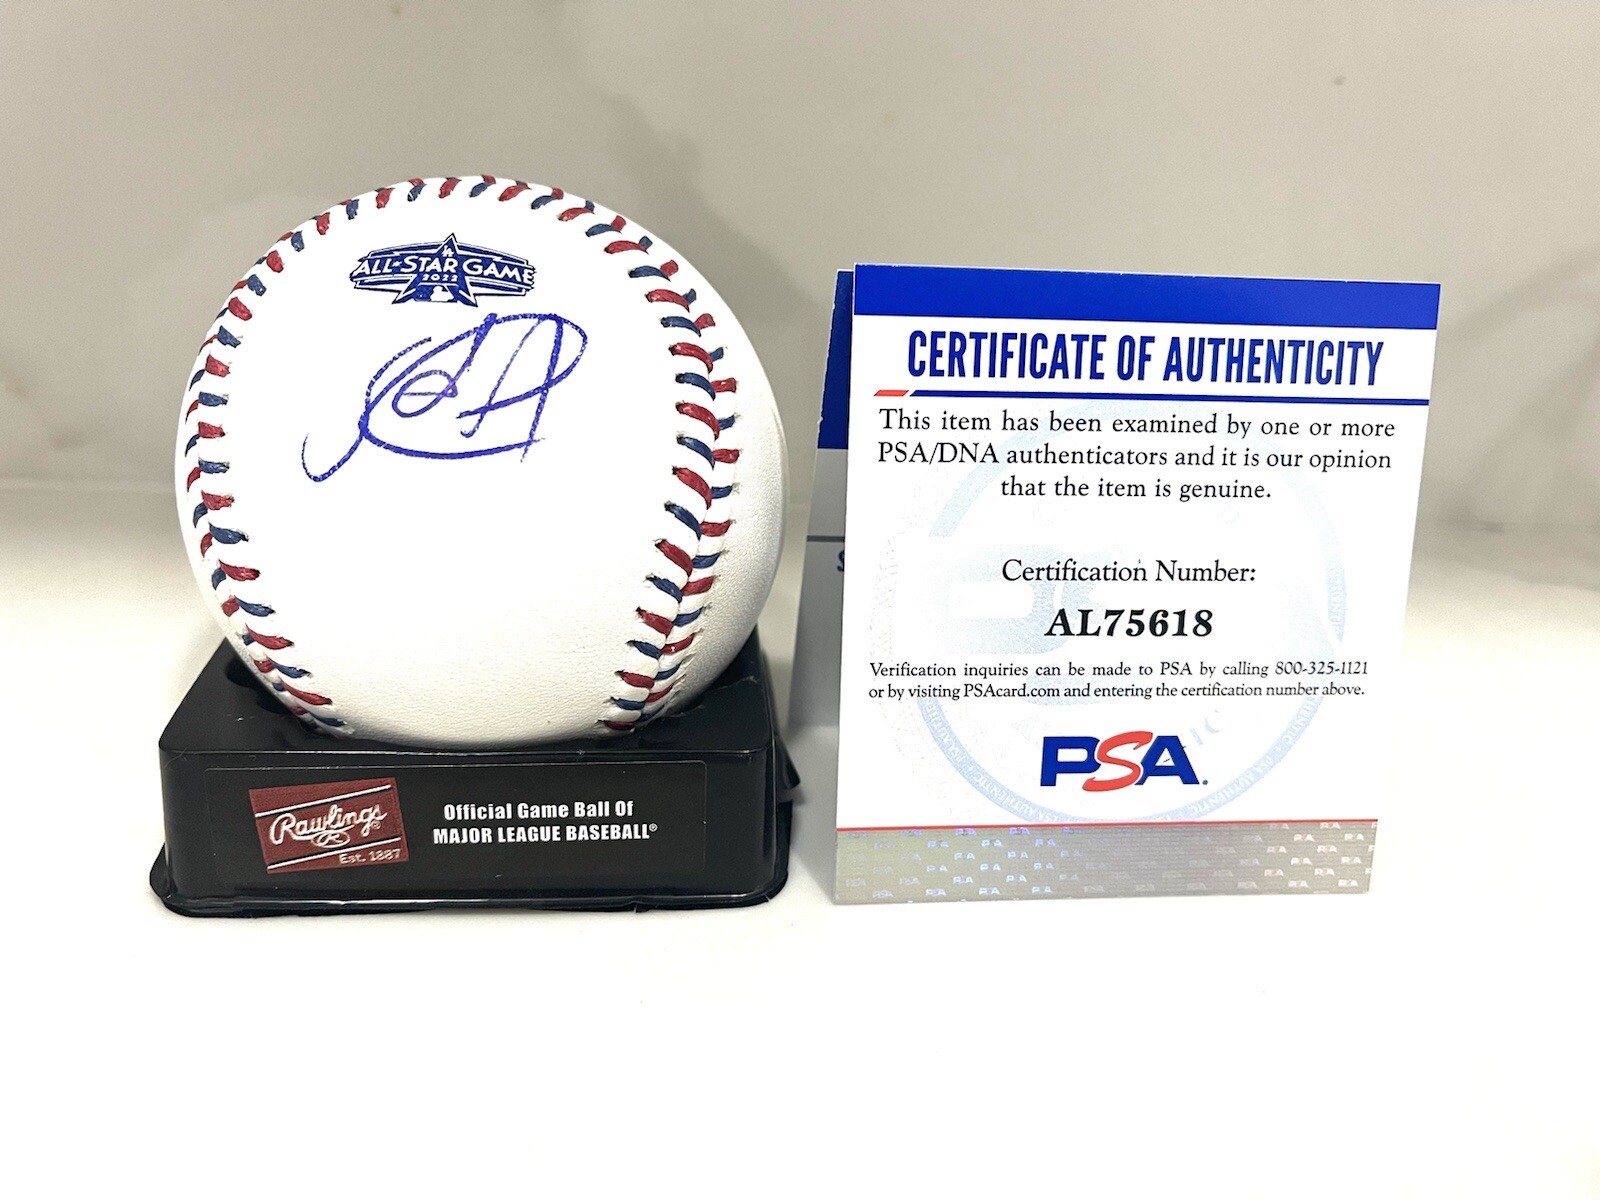 LA
ALL-STAR GAME
2022
Rawlings®
R
Est. 1887
Official Game Ball Of
MAJOR LEAGUE BASEBALL®
CERTIFICATE OF AUTHENTICITY
This item has been examined by one or more
PSA/DNA authenticators and it is our opinion
that the item is genuine.
Certification Number:
AL75618
Verification inquiries can be made to PSA by calling 800-325-1121
or by visiting PSAcard.com and entering the certification number above.
PSA.